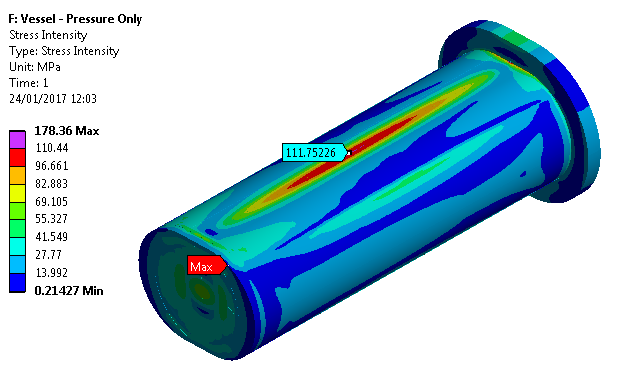 F: Vessel - Pressure Only
Stress Intensity
Type: Stress Intensity
Unit: MPa
Time: 1
24/01/2017 12:03
178.36 Max
110.44
96.661
82.883
69.105
55.327
41.549
27.77
13.992
0.21427 Min
111.75226
Max